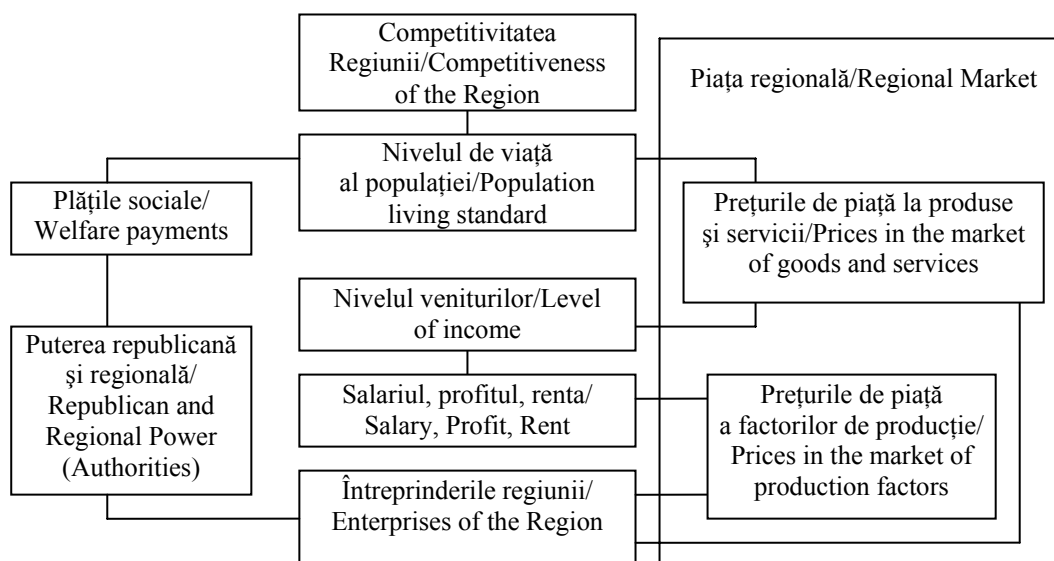 Competitivitatea
Regiunii/Competitiveness
of the Region
Piața regională/Regional Market
Nivelul de viață
al populației/Population
living standard
Plățile sociale/
Welfare payments
Prețurile de piață la produse
şi servicii/Prices in the market
of goods and services
Nivelul veniturilor/Level
of income
Puterea republicană
şi regională/
Republican and
Regional Power
(Authorities)
Salariul, profitul, renta/
Salary, Profit, Rent
Prețurile de piață
a factorilor de producție/
Prices in the market of
production factors
Întreprinderile regiunii/
Enterprises of the Region